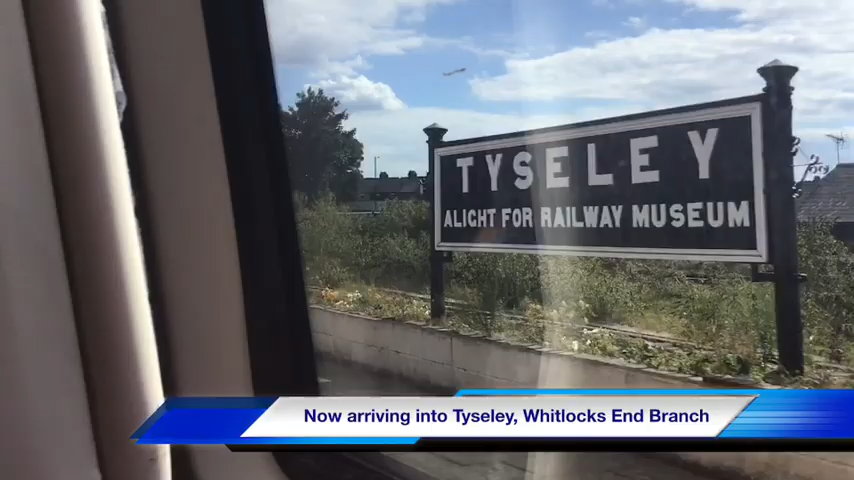 TYSELEY
ALIGHT FOR RAILWAY MUSEUM
Now arriving into Tyseley, Whitlocks End Branch